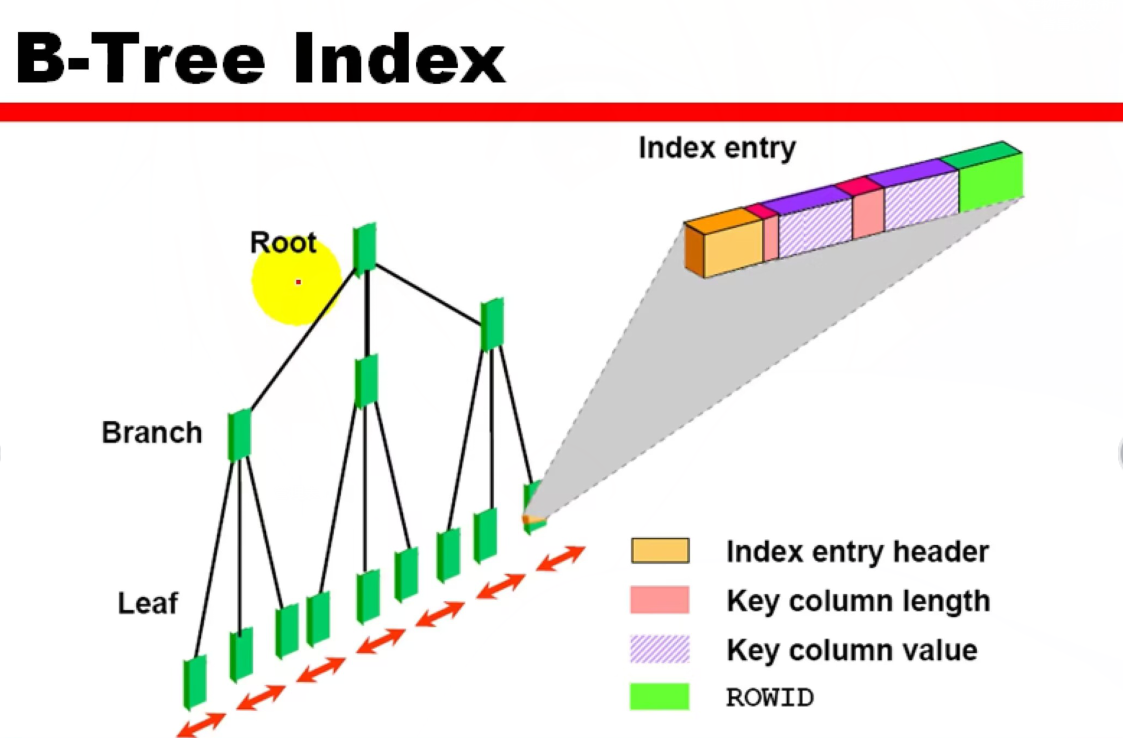 B-Tree Index
Index entry
Root
Branch
Leaf
Index entry header
Key column length
Key column value
ROWID